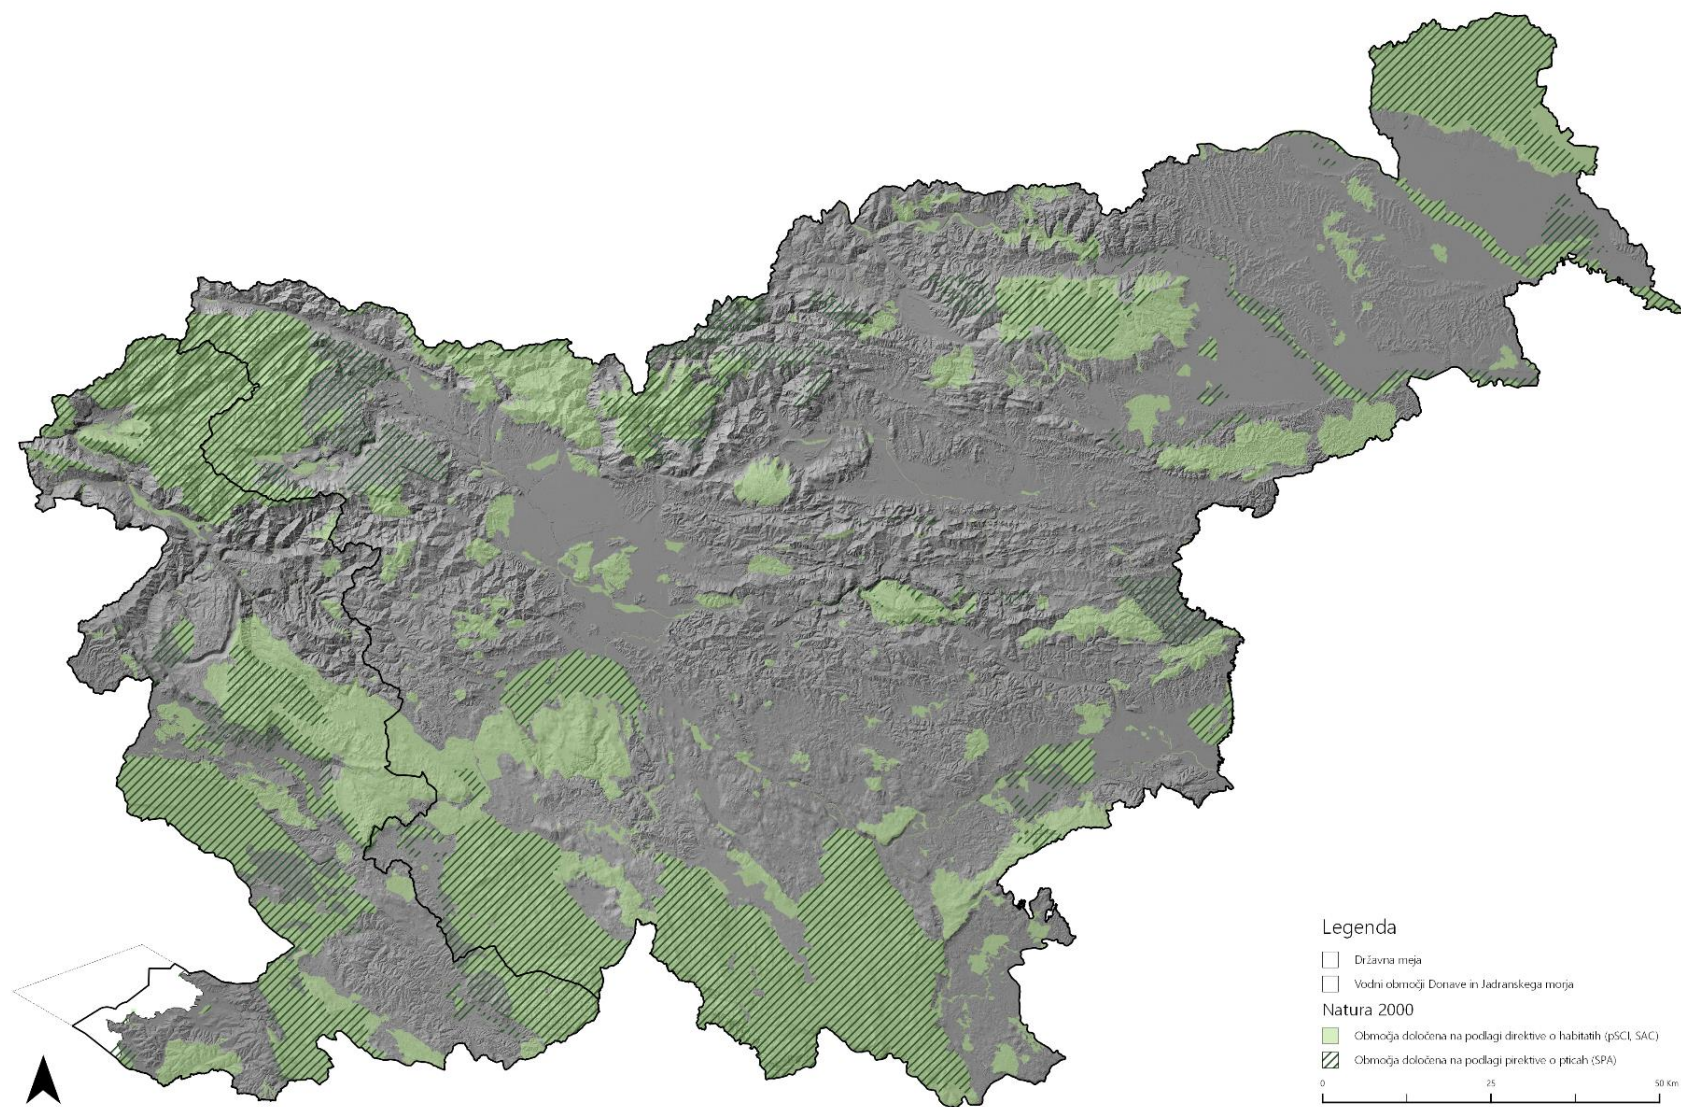 Legenda
Državna meja
Vodni območji Donave in Jadranskega morja
Natura 2000
Območja določena na podlagi direktive o habitatih (pSCI, SAC)
Območja določena na podlagi pirektive o pticah (SPA)
0 25 50 Km